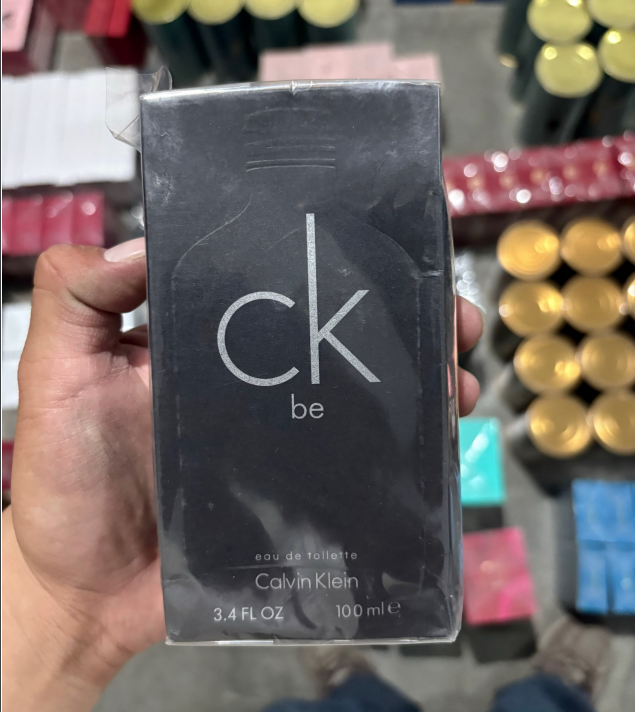 ck
be
eau de toilette
Calvin Klein
3.4 FL OZ 100 ml ℮